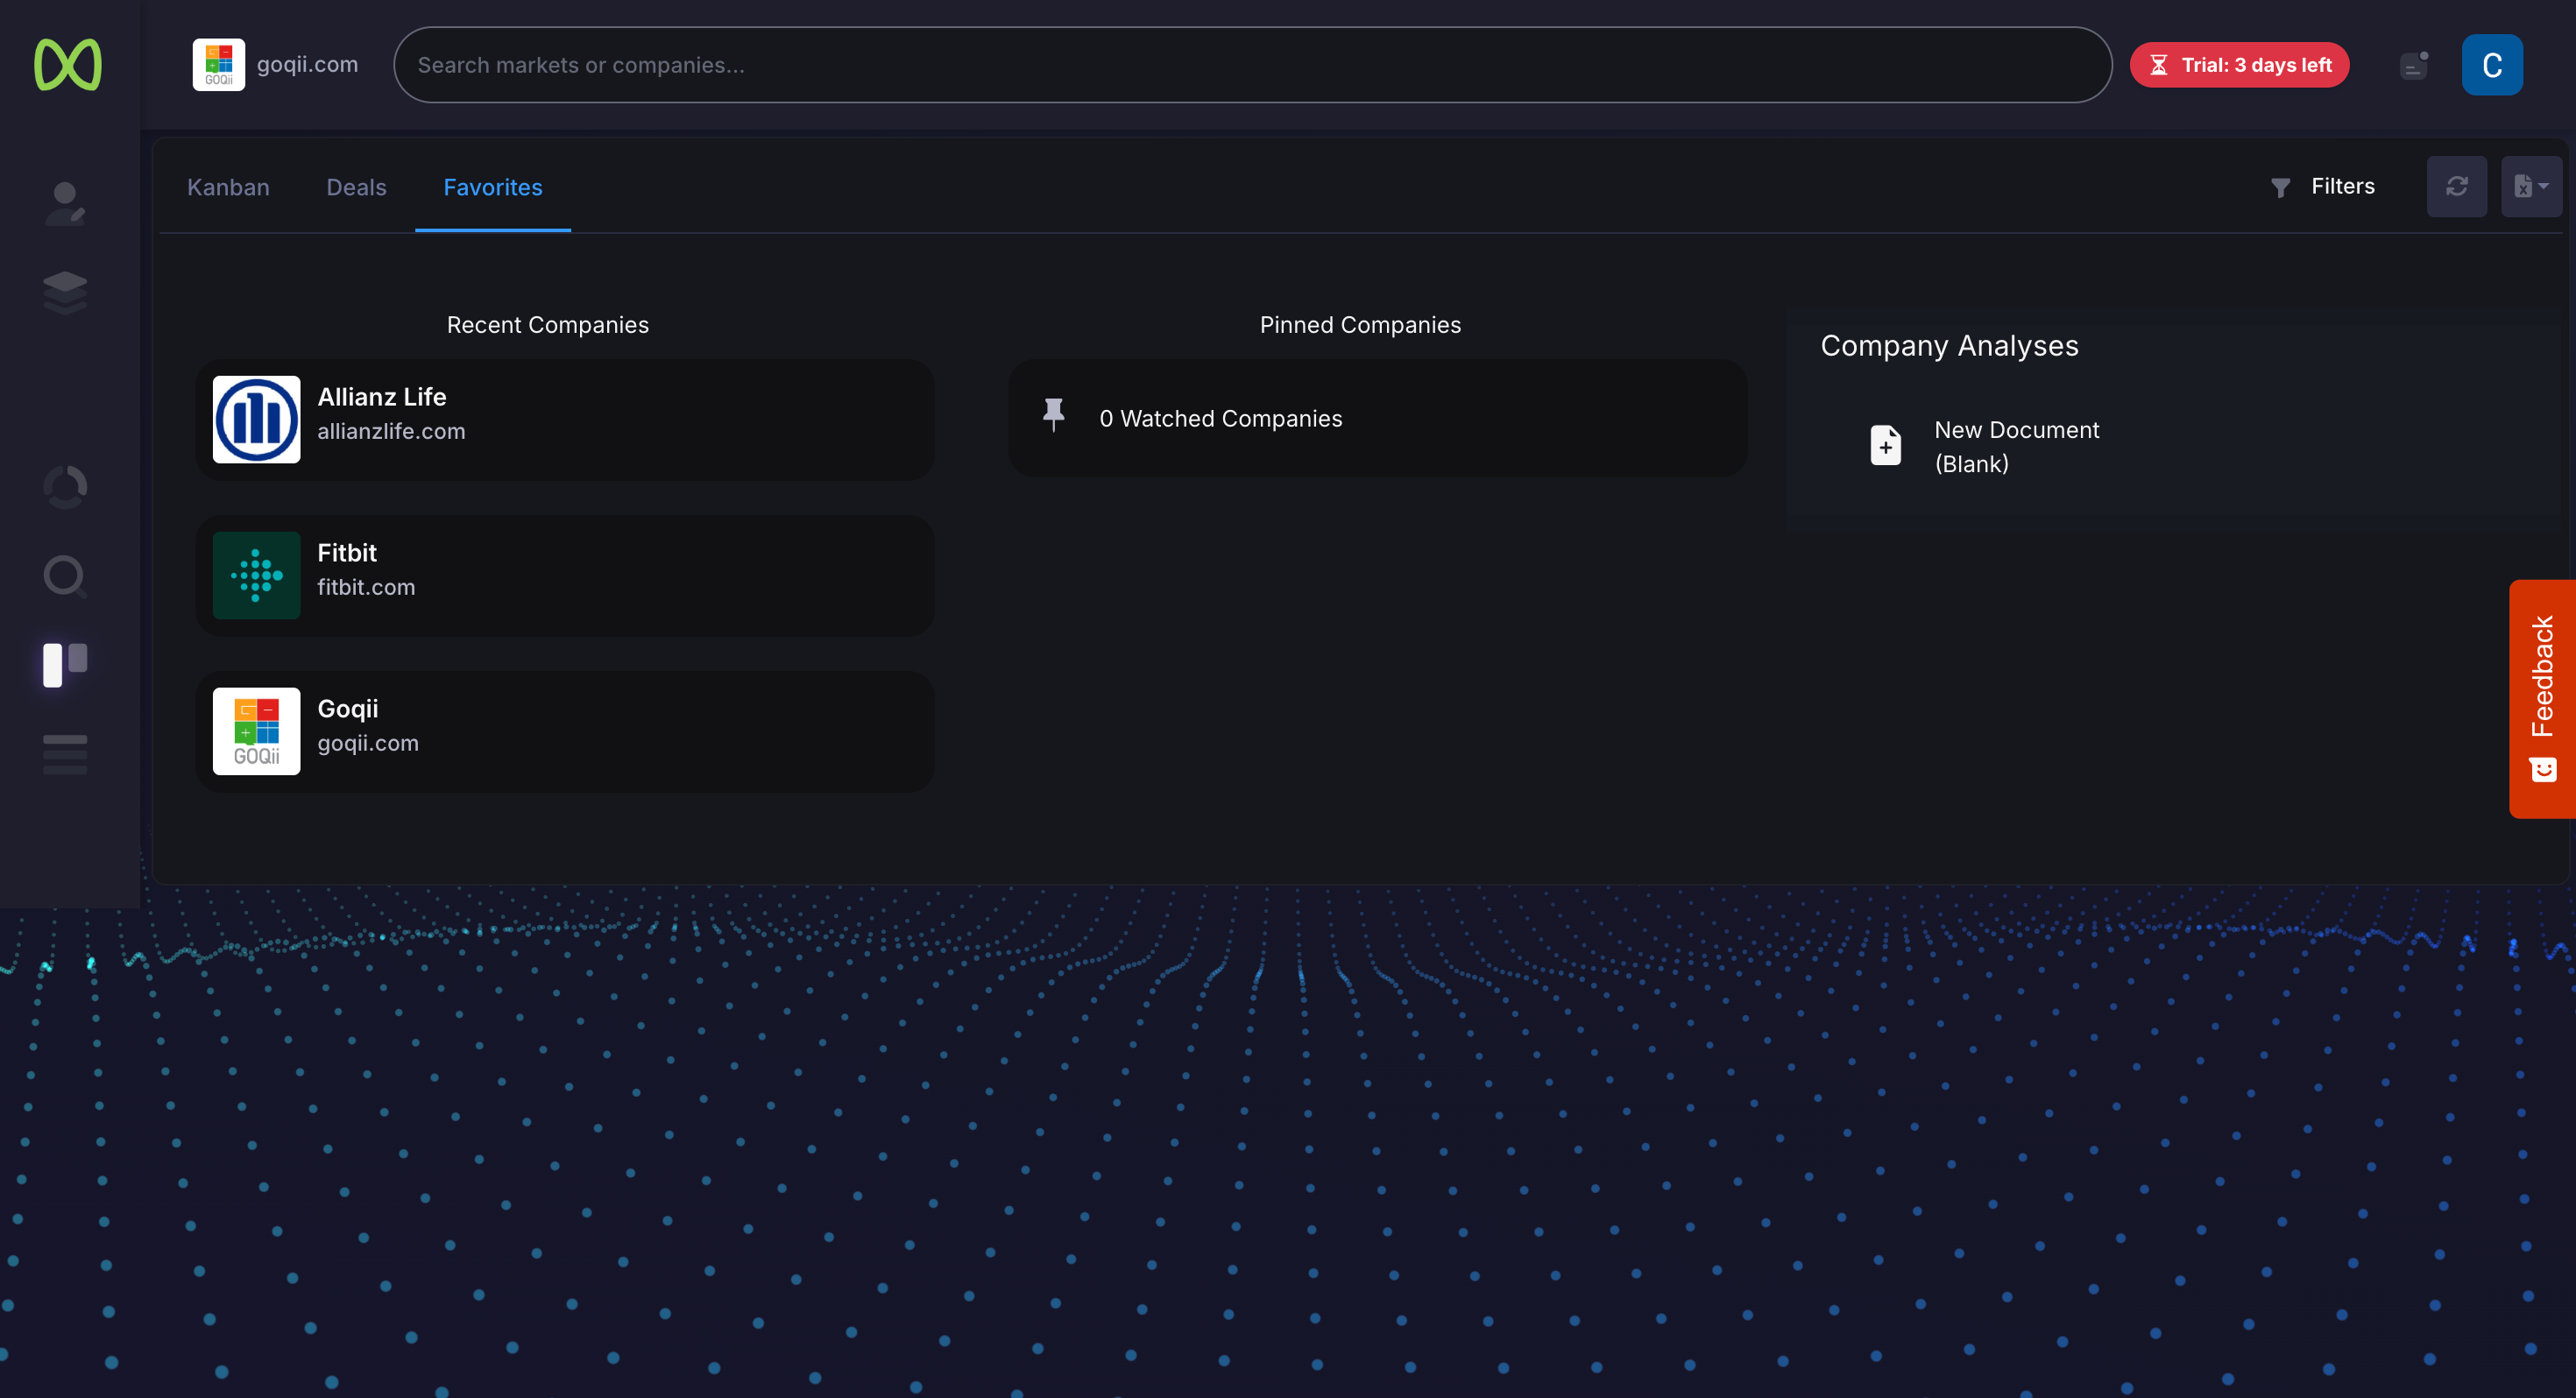 GOQii
goqii.com
Search markets or companies...
Trial: 3 days left
C
Kanban
Deals
Favorites
Filters
Recent Companies
Allianz Life
allianzlife.com
Fitbit
fitbit.com
GOQii
Goqii
goqii.com
Pinned Companies
0 Watched Companies
Company Analyses
New Document
(Blank)
Feedback